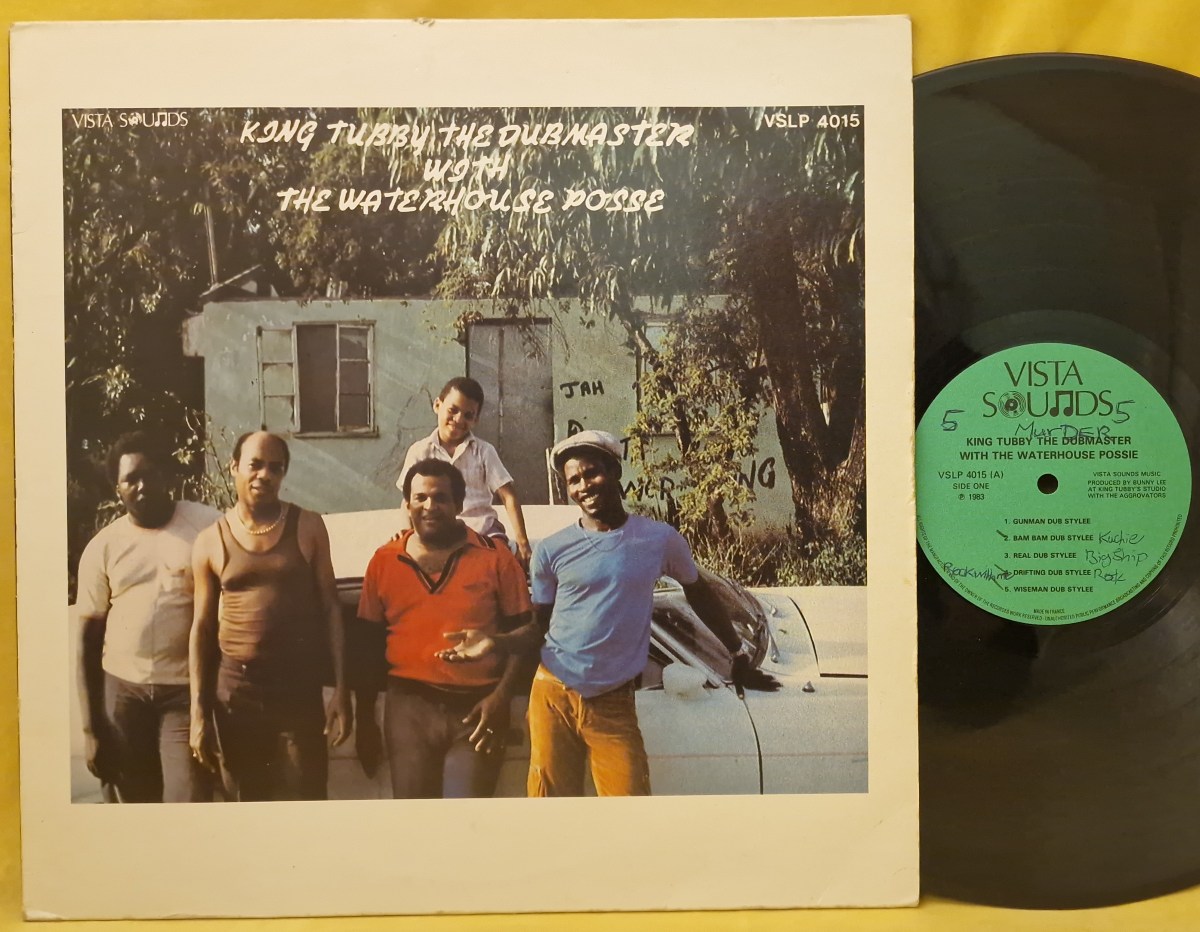 VISTA SOUNDS
VSLP 4015
KING TUBBY THE DUBMASTER
WITH
THE WATERHOUSE POSSE
JAH
VISTA
SOUNDS
5
5
MURDER
KING TUBBY THE DUBMASTER
WITH THE WATERHOUSE POSSIE
VSLP 4015 (A)
SIDE ONE
℗ 1983
VISTA SOUNDS MUSIC
PRODUCED BY BUNNY LEE
AT KING TUBBY'S STUDIO
WITH THE AGGROVATORS
1. GUNMAN DUB STYLEE
2. BAM BAM DUB STYLEE Kuchie
3. REAL DUB STYLEE Big Ship
Rock with me DRIFTING DUB STYLEE Rock
5. WISEMAN DUB STYLEE
MADE IN FRANCE